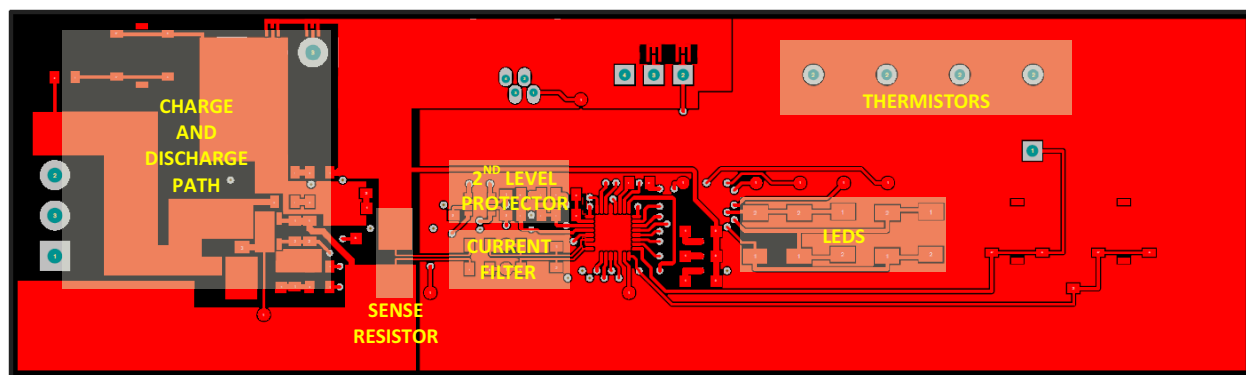 CHARGE
AND
DISCHARGE
PATH
THERMISTORS
2ND LEVEL
PROTECTOR
CURRENT
FILTER
LEDS
SENSE
RESISTOR